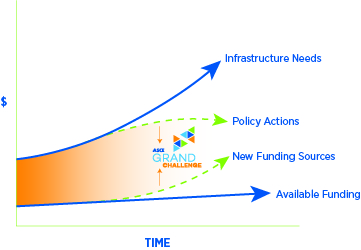 Infrastructure Needs
$
Policy Actions
ASCE
GRAND
CHALLENGE
New Funding Sources
Available Funding
TIME